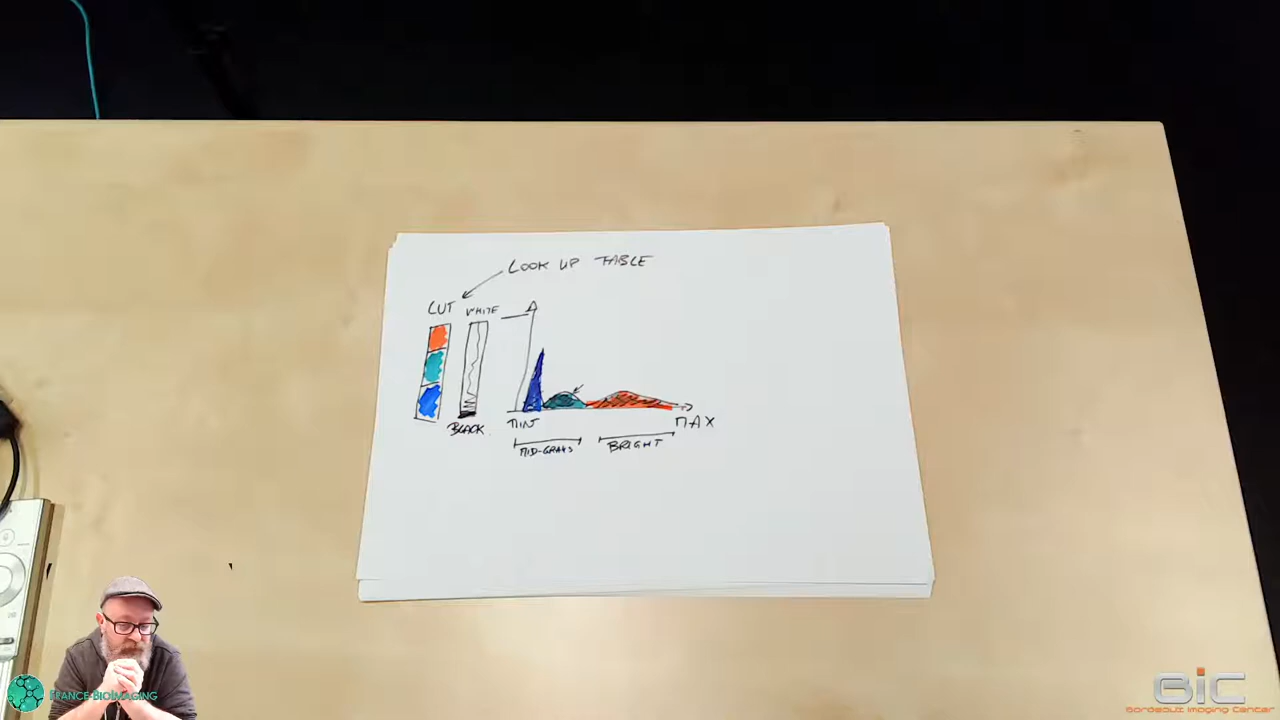 LOOK UP TABLE
LUT
WHITE
BLACK
MIN
MAX
MID-GRAYS
BRIGHT
FRANCE BIOIMAGING
BiC
Bordeaux Imaging Center